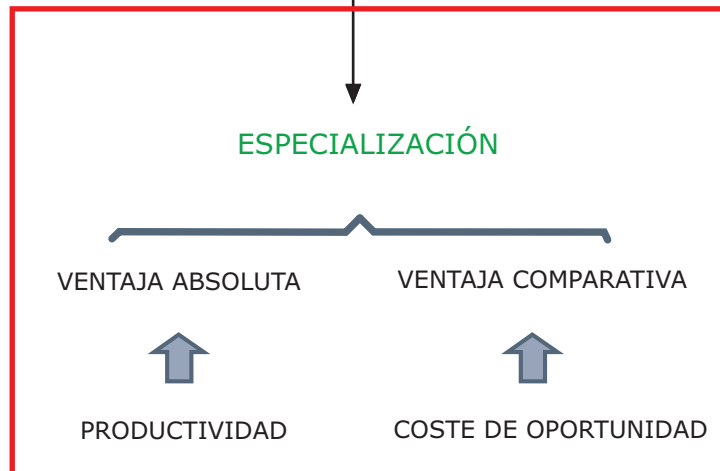 ESPECIALIZACIÓN
VENTAJA ABSOLUTA
VENTAJA COMPARATIVA
PRODUCTIVIDAD
COSTE DE OPORTUNIDAD